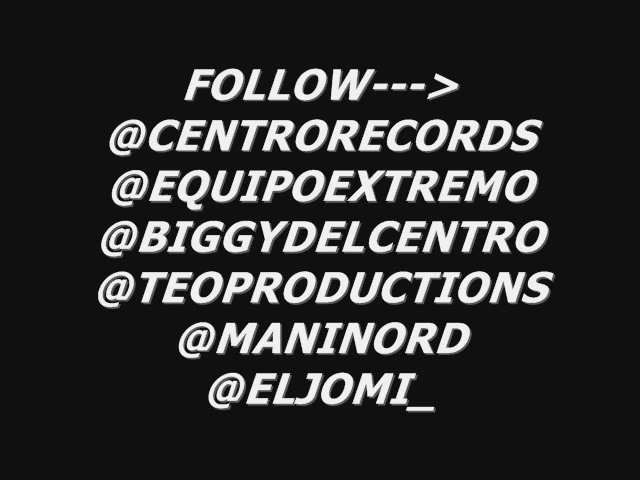 FOLLOW--->
@CENTRORECORDS
@EQUIPOEXTREMO
@BIGGYDELCENTRO
@TEOPRODUCTIONS
@MANINORD
@ELJOMI_